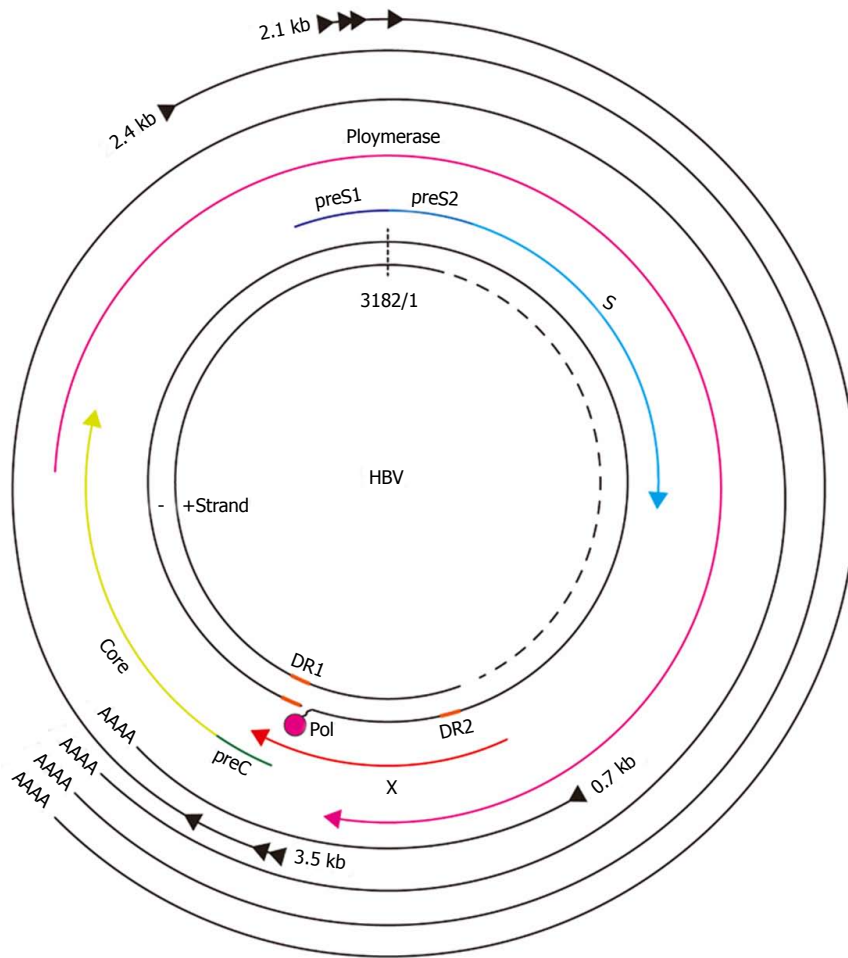 2.1 kb
2.4 kb
Ploymerase
preS1
preS2
3182/1
S
HBV
-
+Strand
DR1
Core
Pol
DR2
preC
X
AAAA
AAAA
AAAA
AAAA
0.7 kb
3.5 kb